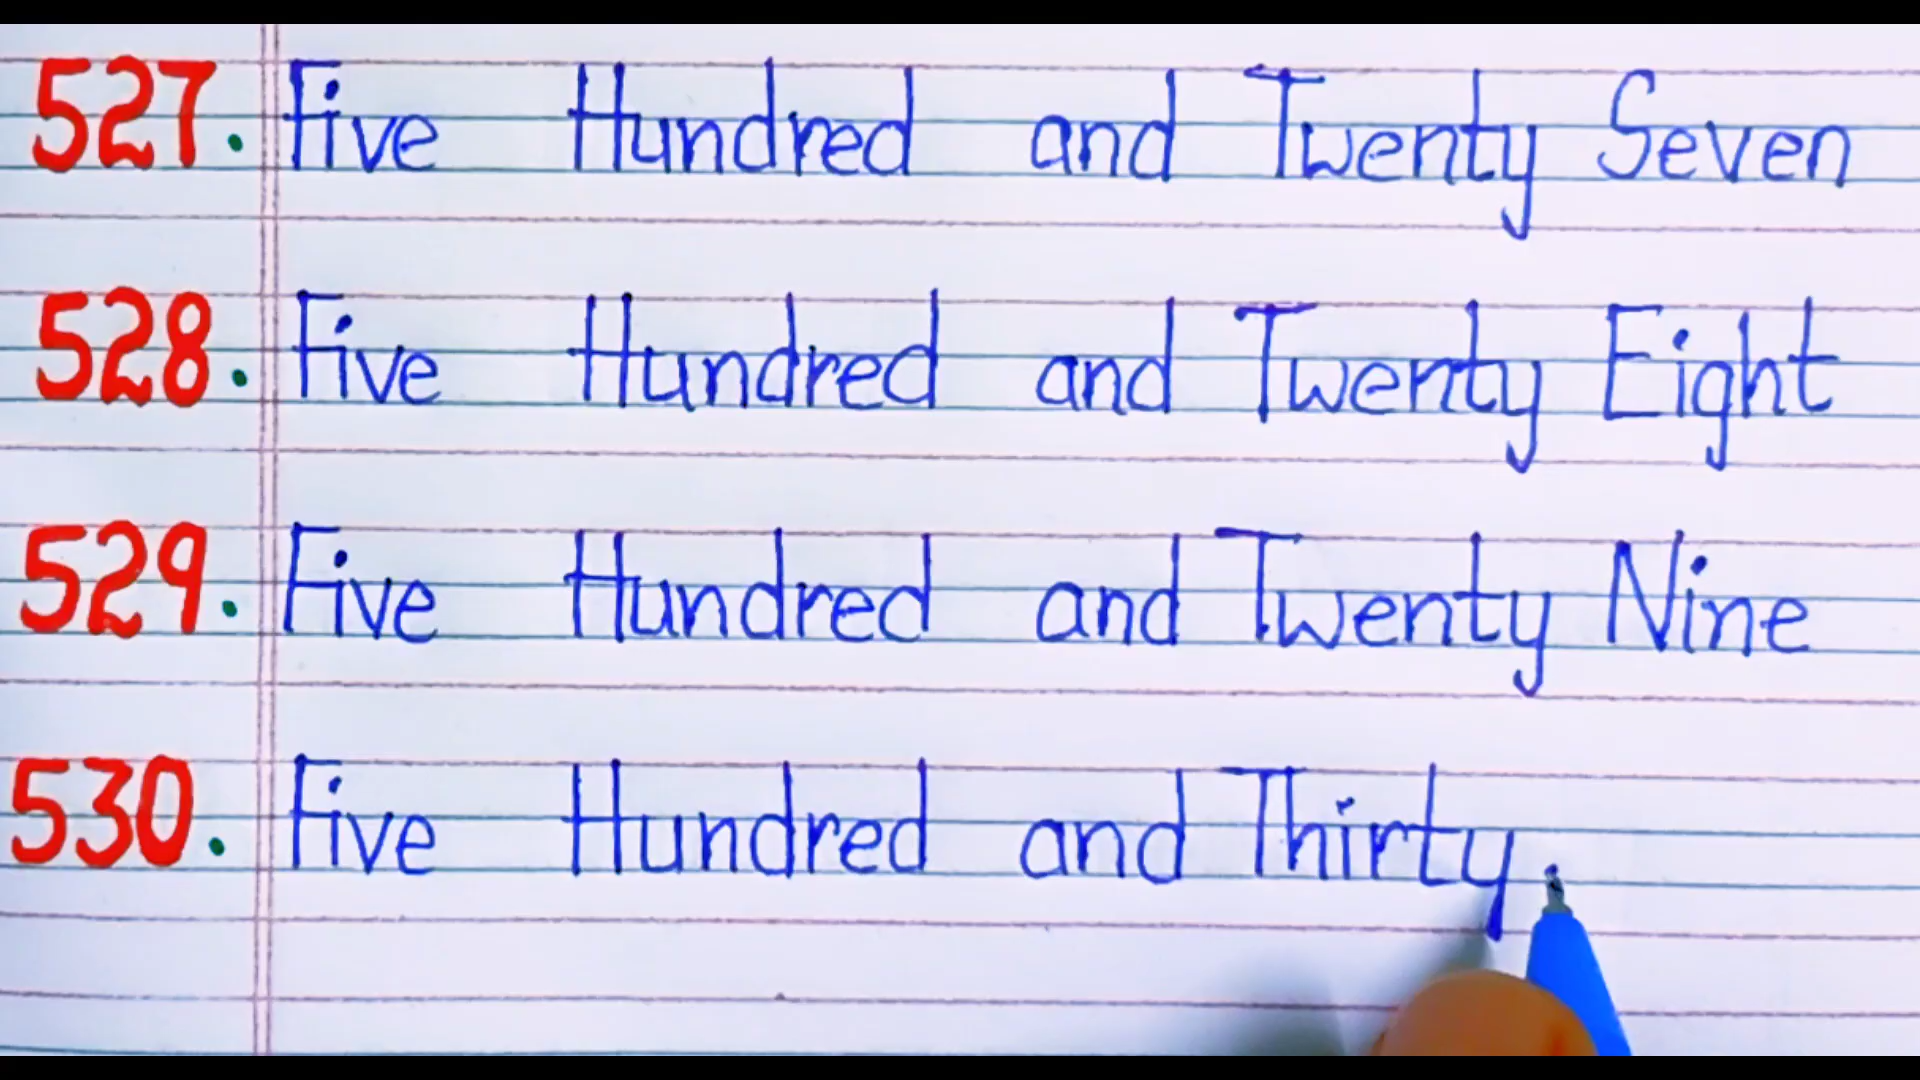 527. Five Hundred and Twenty Seven
528. Five Hundred and Twenty Eight
529. Five Hundred and Twenty Nine
530. Five Hundred and Thirty